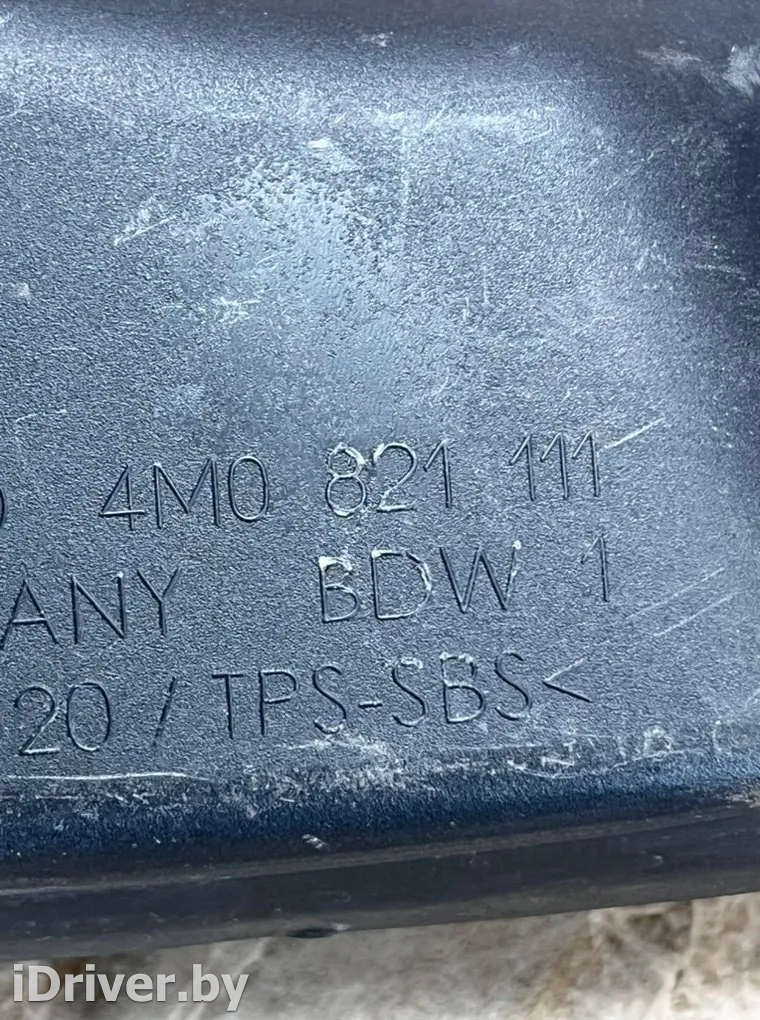 4M0 821 111
ANY BDW 1
20 / TPS-SBS<
iDriver.by